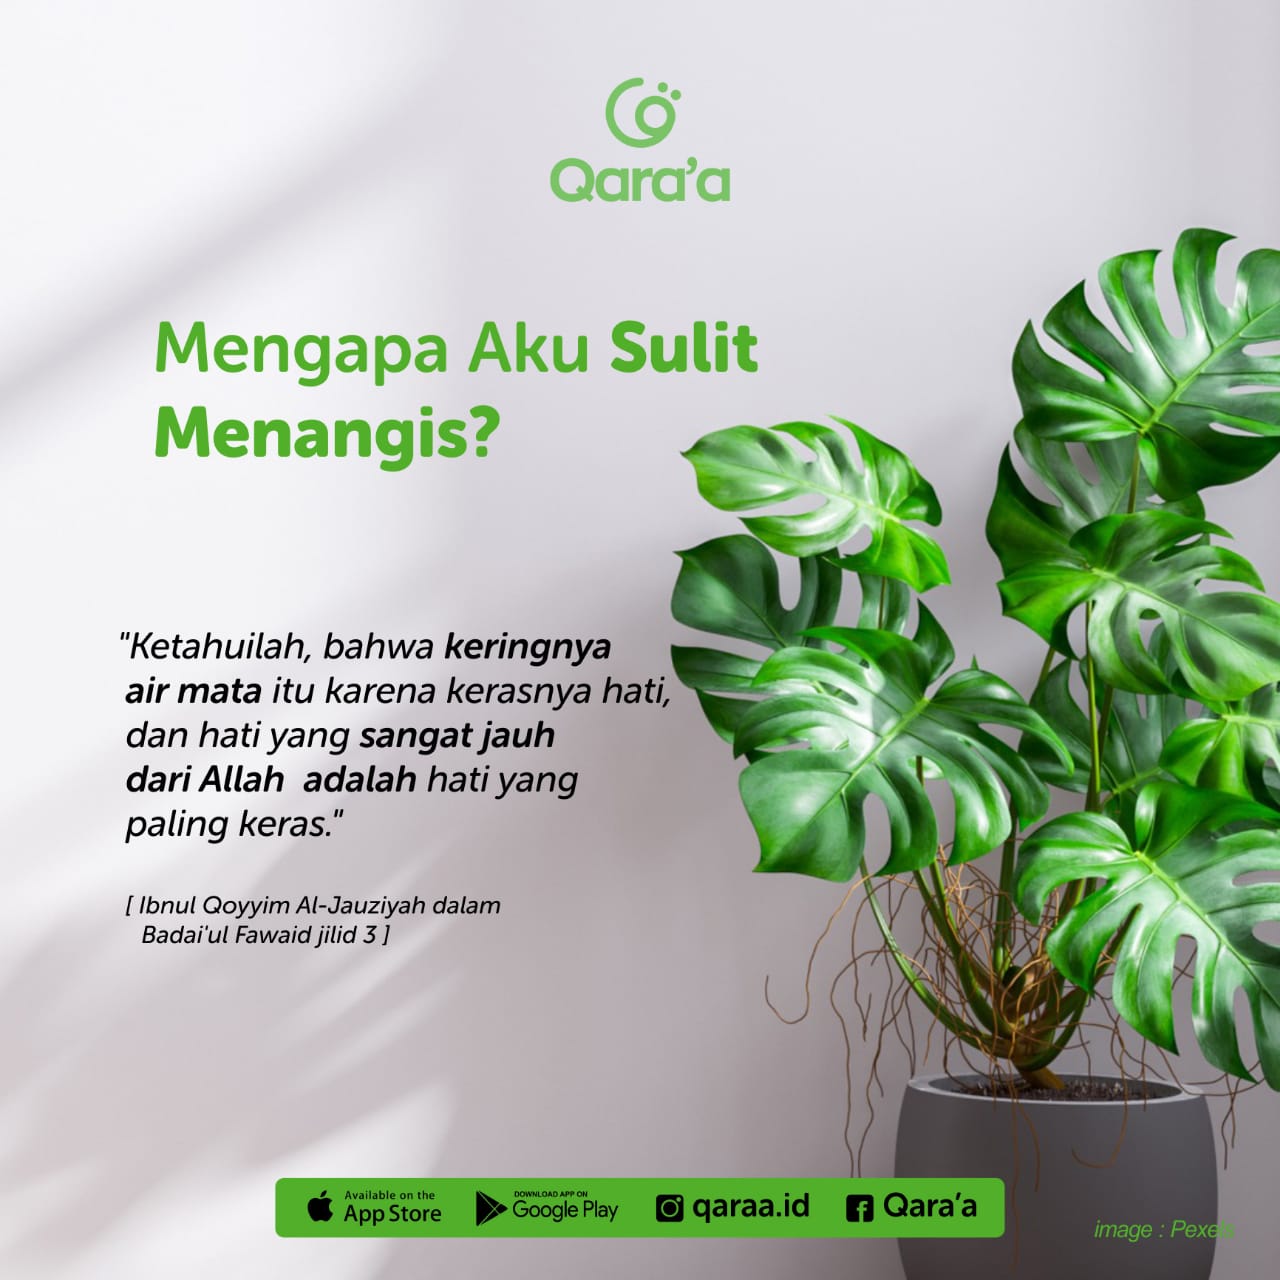 Qara'a
Mengapa Aku Sulit
Menangis?
"Ketahuilah, bahwa keringnya
air mata itu karena kerasnya hati,
dan hati yang sangat jauh
dari Allah adalah hati yang
paling keras."
[ Ibnul Qoyyim Al-Jauziyah dalam
Badai'ul Fawaid jilid 3 ]
Available on the
App Store
DOWNLOAD APP ON
Google Play
qaraa.id
Qara'a
image : Pexels